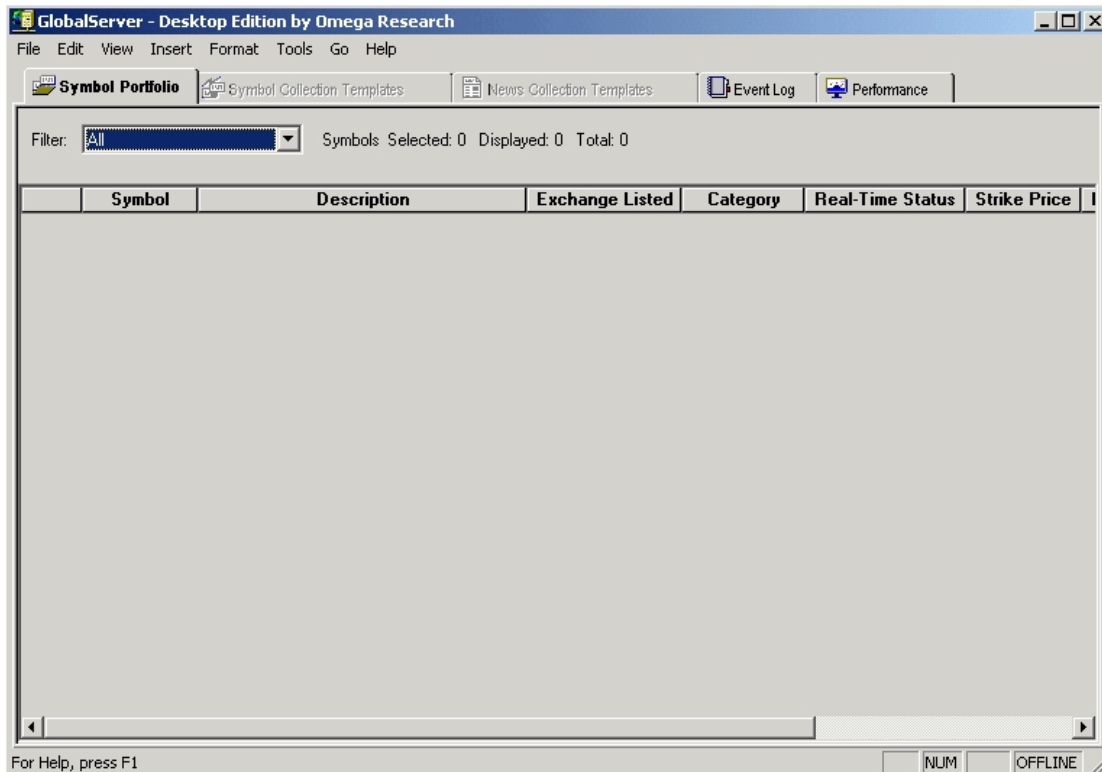 GlobalServer - Desktop Edition by Omega Research
File Edit View Insert Format Tools Go Help
Symbol Portfolio Symbol Collection Templates News Collection Templates Event Log Performance
Filter: All Symbols Selected: 0 Displayed: 0 Total: 0
Symbol Description Exchange Listed Category Real-Time Status Strike Price
For Help, press F1 NUM OFFLINE